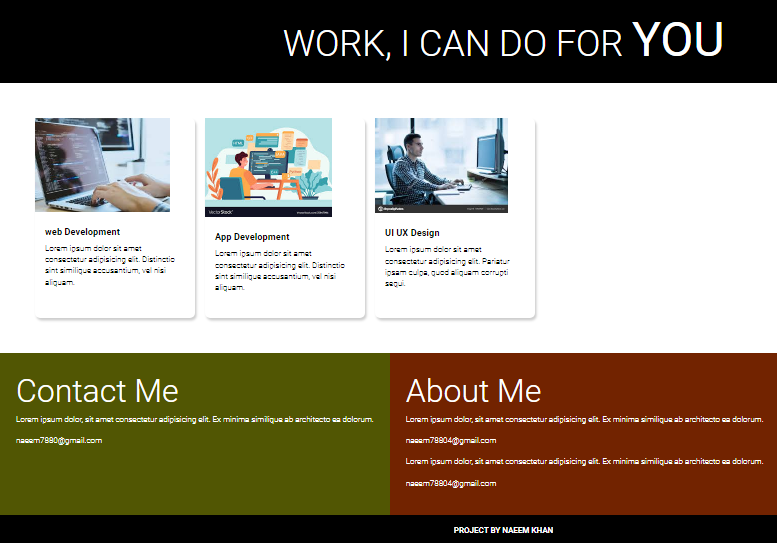 WORK, I CAN DO FOR YOU
HTML
CSS
VectorStock
web Development
Lorem ipsum dolor sit amet
consectetur adipisicing elit. Distinctio
sint similique accusantium, vel nisi
aliquam.
App Development
Lorem ipsum dolor sit amet
consectetur adipisicing elit. Distinctio
sint similique accusantium, vel nisi
aliquam.
UI UX Design
Lorem ipsum dolor sit amet
consectetur adipisicing elit. Pariatur
ipsam culpa, quod aliquam corrupti
sequi.
Contact Me
Lorem ipsum dolor, sit amet consectetur adipisicing elit. Ex minima similique ab architecto ea dolorum.
naeem7880@gmail.com
About Me
Lorem ipsum dolor, sit amet consectetur adipisicing elit. Ex minima similique ab architecto ea dolorum.
naeem78804@gmail.com
Lorem ipsum dolor, sit amet consectetur adipisicing elit. Ex minima similique ab architecto ea dolorum.
naeem78804@gmail.com
PROJECT BY NAEEM KHAN